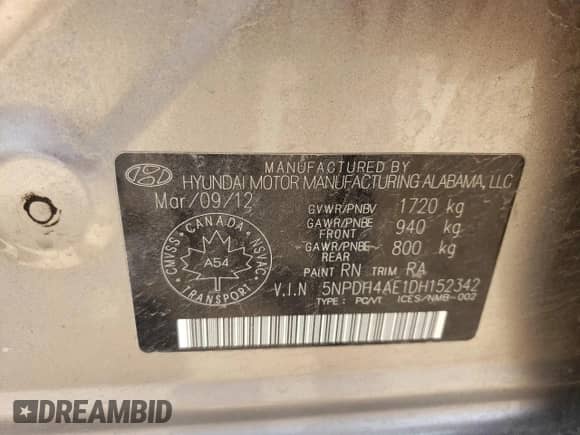 MANUFACTURED BY
HYUNDAI MOTOR MANUFACTURING ALABAMA, LLC
Mar/09/12
GVWR/PNBV 1720 kg
GAWR/PNBE FRONT 940 kg
GAWR/PNBE REAR 800 kg
PAINT RN TRIM RA
V.I.N 5NPDH4AE1DH152342
TYPE : PC/VT ICES/NMB-002
CANADA
CMVSS
NSVAC
A54
TRANSPORT
DREAMBID